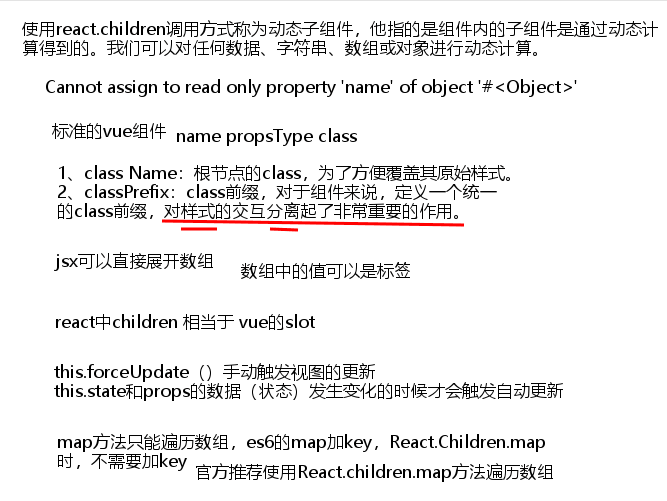 使用react.children调用方式称为动态子组件，他指的是组件内的子组件是通过动态计
算得到的。我们可以对任何数据、字符串、数组或对象进行动态计算。
Cannot assign to read only property 'name' of object '#<Object>'
标准的vue组件 name propsType class
1、class Name：根节点的class，为了方便覆盖其原始样式。
2、classPrefix：class前缀，对于组件来说，定义一个统一
的class前缀，对样式的交互分离起了非常重要的作用。
jsx可以直接展开数组
数组中的值可以是标签
react中children 相当于 vue的slot
this.forceUpdate（）手动触发视图的更新
this.state和props的数据（状态）发生变化的时候才会触发自动更新
map方法只能遍历数组，es6的map加key，React.Children.map
时，不需要加key
官方推荐使用React.children.map方法遍历数组